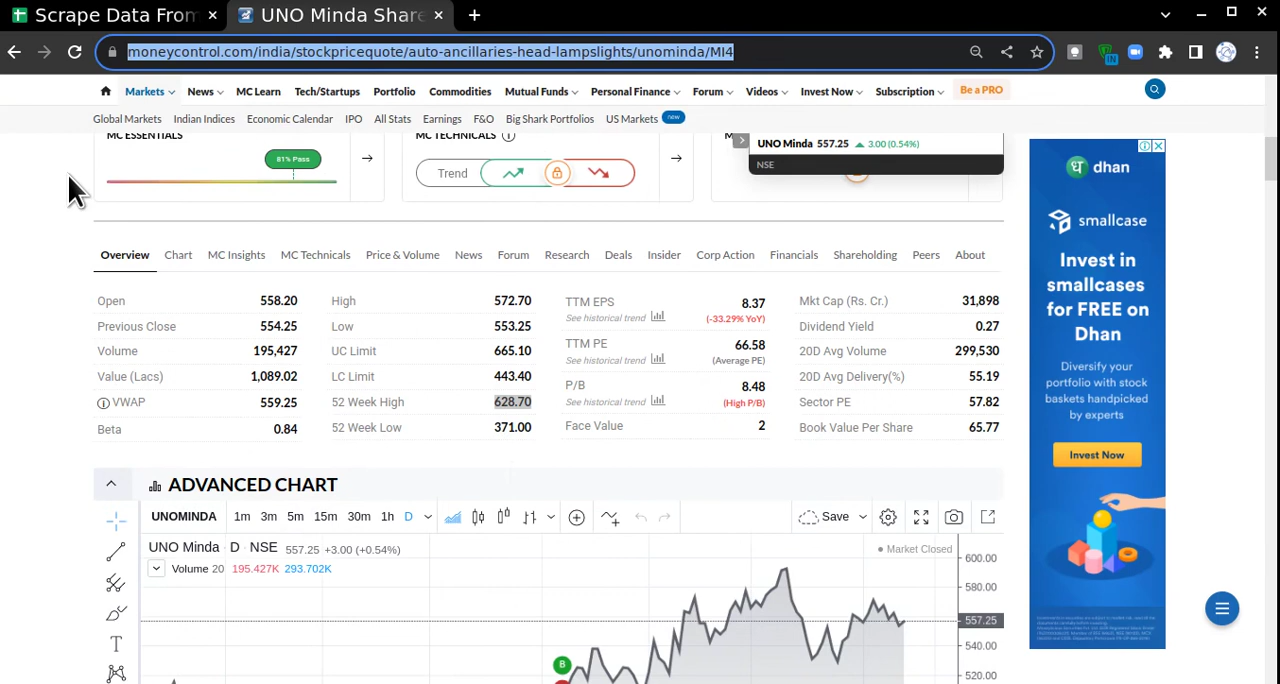 Scrape Data From
UNO Minda Share
moneycontrol.com/india/stockpricequote/auto-ancillaries-head-lampslights/unominda/MI4
IN
Markets News MC Learn Tech/Startups Portfolio Commodities Mutual Funds Personal Finance Forum Videos Invest Now Subscription Be a PRO
Global Markets Indian Indices Economic Calendar IPO All Stats Earnings F&O Big Shark Portfolios US Markets new
MC ESSENTIALS
81% Pass
MC TECHNICALS
Trend
UNO Minda 557.25 3.00 (0.54%)
NSE
Overview Chart MC Insights MC Technicals Price & Volume News Forum Research Deals Insider Corp Action Financials Shareholding Peers About
Open 558.20
Previous Close 554.25
Volume 195,427
Value (Lacs) 1,089.02
VWAP 559.25
Beta 0.84
High 572.70
Low 553.25
UC Limit 665.10
LC Limit 443.40
52 Week High 628.70
52 Week Low 371.00
TTM EPS 8.37
See historical trend (-33.29% YoY)
TTM PE 66.58
See historical trend (Average PE)
P/B 8.48
See historical trend (High P/B)
Face Value 2
Mkt Cap (Rs. Cr.) 31,898
Dividend Yield 0.27
20D Avg Volume 299,530
20D Avg Delivery(%) 55.19
Sector PE 57.82
Book Value Per Share 65.77
ADVANCED CHART
UNOMINDA 1m 3m 5m 15m 30m 1h D Save
UNO Minda D NSE 557.25 +3.00 (+0.54%)
Market Closed
Volume 20 195.427K 293.702K
600.00
580.00
557.25
540.00
520.00
B
T
dhan
smallcase
Invest in
smallcases
for FREE on
Dhan
Diversify your
portfolio with stock
baskets handpicked
by experts
Invest Now